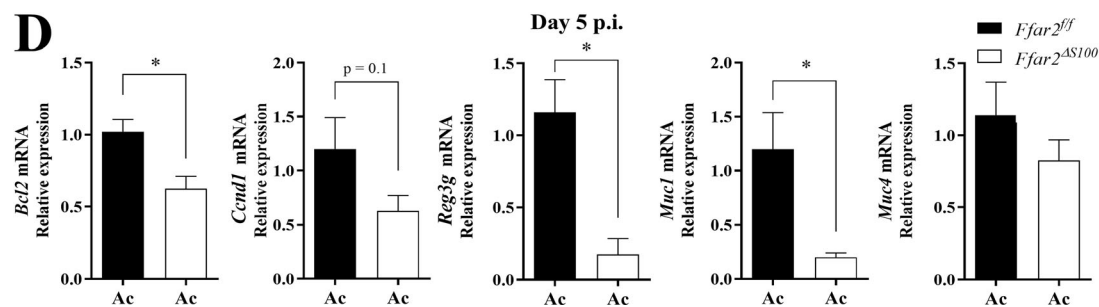 D
Day 5 p.i.
Ffar2f/f
Ffar2ΔS100
Bcl2 mRNA
Relative expression
1.5
1.0
0.5
0.0
*
Ac Ac
Ccnd1 mRNA
Relative expression
2.0
1.5
1.0
0.5
0.0
p = 0.1
Ac Ac
Reg3g mRNA
Relative expression
1.5
1.0
0.5
0.0
*
Ac Ac
Muc1 mRNA
Relative expression
2.0
1.5
1.0
0.5
0.0
*
Ac Ac
Muc4 mRNA
Relative expression
1.5
1.0
0.5
0.0
Ac Ac